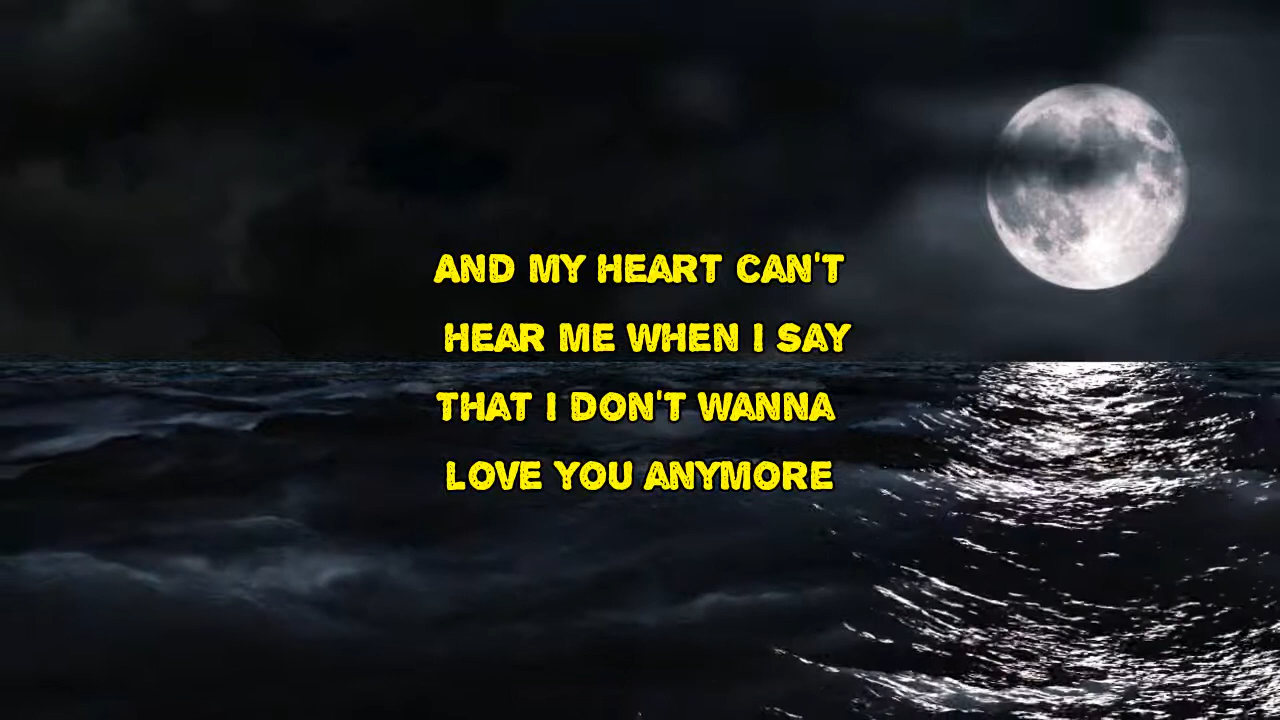 AND MY HEART CAN'T
HEAR ME WHEN I SAY
THAT I DON'T WANNA
LOVE YOU ANYMORE